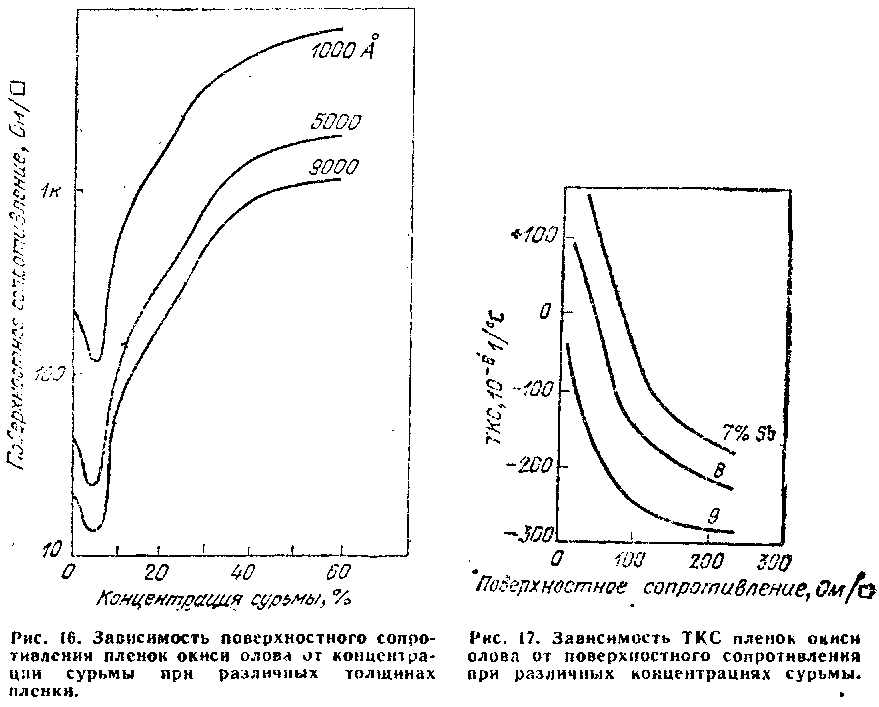 Поверхностное сопротивление, Ом/□
1000 Å
5000
9000
1к
100
10
0
20
40
60
Концентрация сурьмы, %
Рис. 16. Зависимость поверхностного сопро-
тивления пленок окиси олова от концентра-
ции сурьмы при различных толщинах
пленки.
ТКС, 10⁻⁶ 1/°С
+100
0
−100
−200
−300
7% Sb
8
9
0
100
200
300
Поверхностное сопротивление, Ом/□
Рис. 17. Зависимость ТКС пленок окиси
олова от поверхностного сопротивления
при различных концентрациях сурьмы.